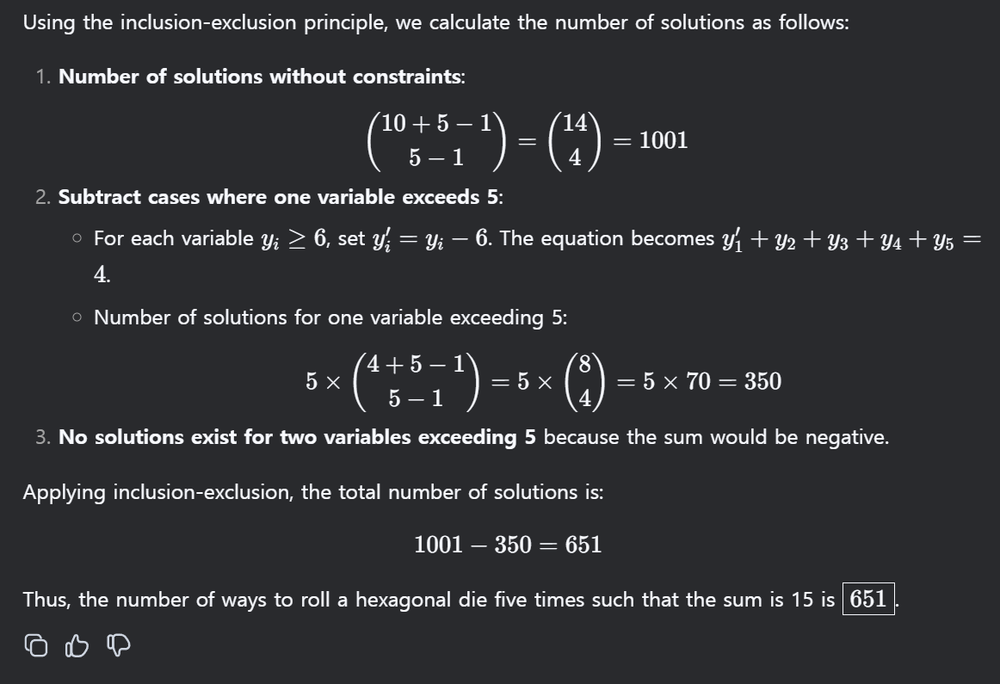 Using the inclusion-exclusion principle, we calculate the number of solutions as follows:
1. Number of solutions without constraints:
$\binom{10+5-1}{5-1} = \binom{14}{4} = 1001$
2. Subtract cases where one variable exceeds 5:
○ For each variable $y_i \geq 6$, set $y_i' = y_i - 6$. The equation becomes $y_1' + y_2 + y_3 + y_4 + y_5 =$
4.
○ Number of solutions for one variable exceeding 5:
$5 \times \binom{4+5-1}{5-1} = 5 \times \binom{8}{4} = 5 \times 70 = 350$
3. No solutions exist for two variables exceeding 5 because the sum would be negative.
Applying inclusion-exclusion, the total number of solutions is:
$1001 - 350 = 651$
Thus, the number of ways to roll a hexagonal die five times such that the sum is 15 is $\boxed{651}$.